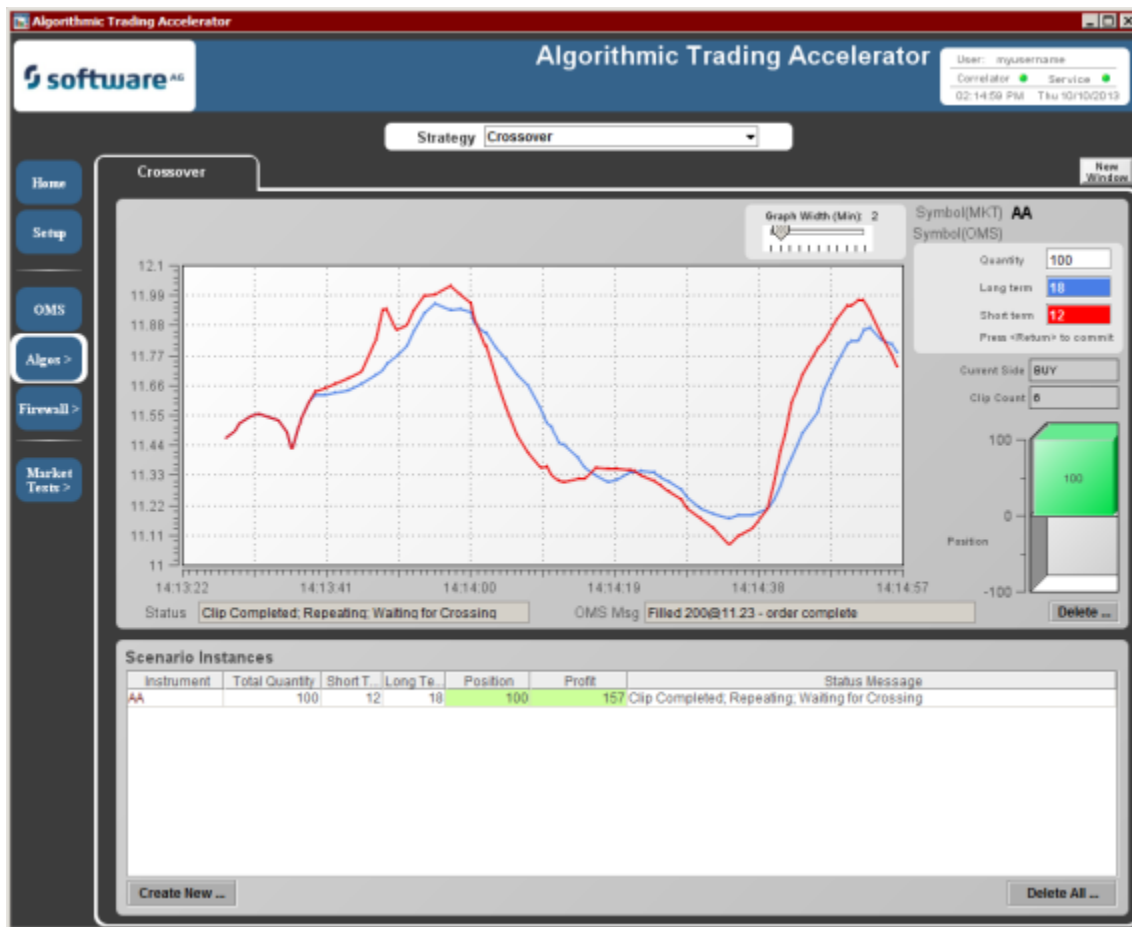 Algorithmic Trading Accelerator
software AG
Algorithmic Trading Accelerator
User: myusername
Correlator Service
02:14:59 PM Thu 10/10/2013
Strategy Crossover
Home
Setup
OMS
Algos >
Firewall >
Market
Tests >
Crossover
New
Window
Graph Width (Min): 2
Symbol(MKT) AA
Symbol(OMS)
Quantity 100
Long term 18
Short term 12
Press <Return> to commit
Current Side BUY
Clip Count 6
12.1
11.99
11.88
11.77
11.66
11.55
11.44
11.33
11.22
11.11
11
14:13:22 14:13:41 14:14:00 14:14:19 14:14:38 14:14:57
100
100
0
Position
-100
Status Clip Completed; Repeating; Waiting for Crossing
OMS Msg Filled 200@11.23 - order complete
Delete ...
Scenario Instances
Instrument Total Quantity Short T... Long Te... Position Profit Status Message
AA 100 12 18 100 157 Clip Completed; Repeating; Waiting for Crossing
Create New ...
Delete All ...